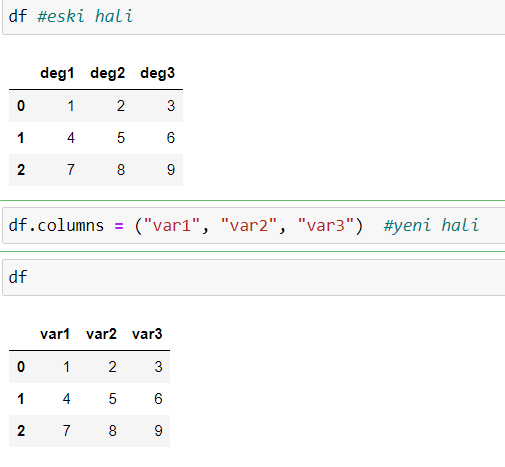 df #eski hali
deg1 deg2 deg3
0 1 2 3
1 4 5 6
2 7 8 9
df.columns = ("var1", "var2", "var3")  #yeni hali
df
var1 var2 var3
0 1 2 3
1 4 5 6
2 7 8 9